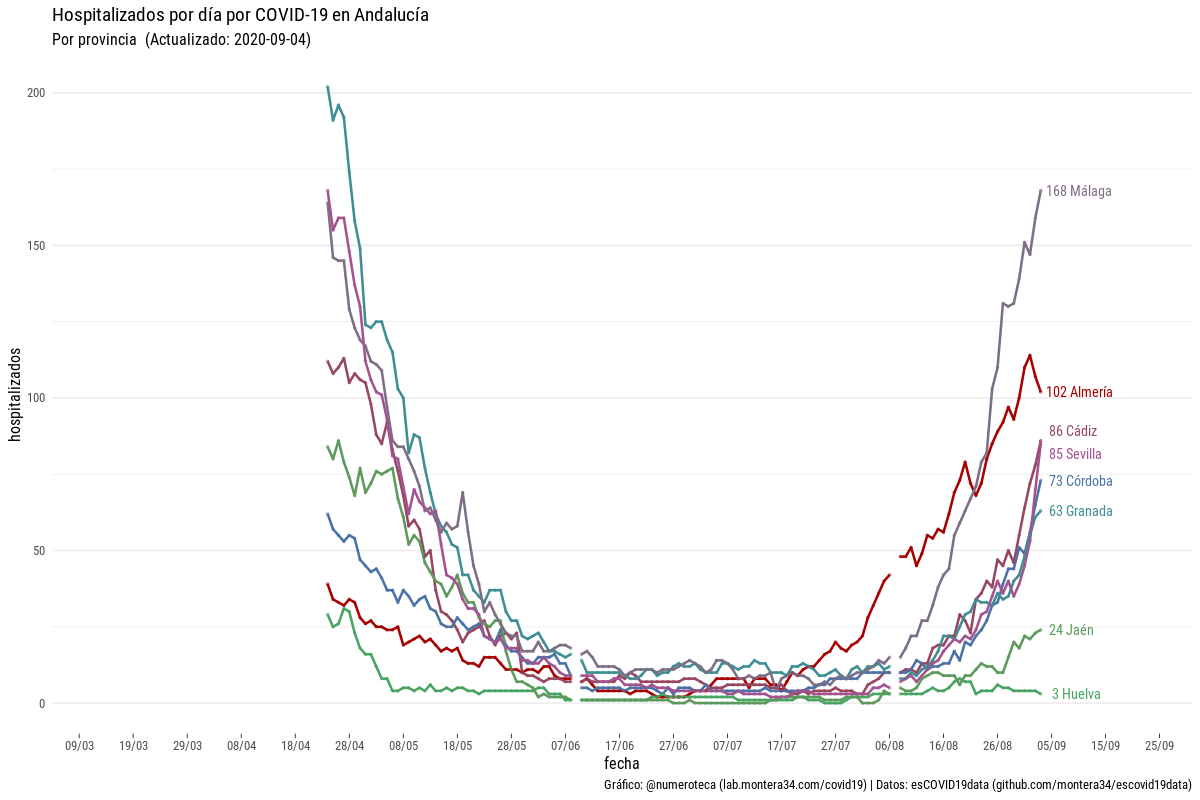 Hospitalizados por día por COVID-19 en Andalucía
Por provincia (Actualizado: 2020-09-04)
hospitalizados
200
150
100
50
0
168 Málaga
102 Almería
86 Cádiz
85 Sevilla
73 Córdoba
63 Granada
24 Jaén
3 Huelva
09/03 19/03 29/03 08/04 18/04 28/04 08/05 18/05 28/05 07/06 17/06 27/06 07/07 17/07 27/07 06/08 16/08 26/08 05/09 15/09 25/09
fecha
Gráfico: @numeroteca (lab.montera34.com/covid19) | Datos: esCOVID19data (github.com/montera34/escovid19data)